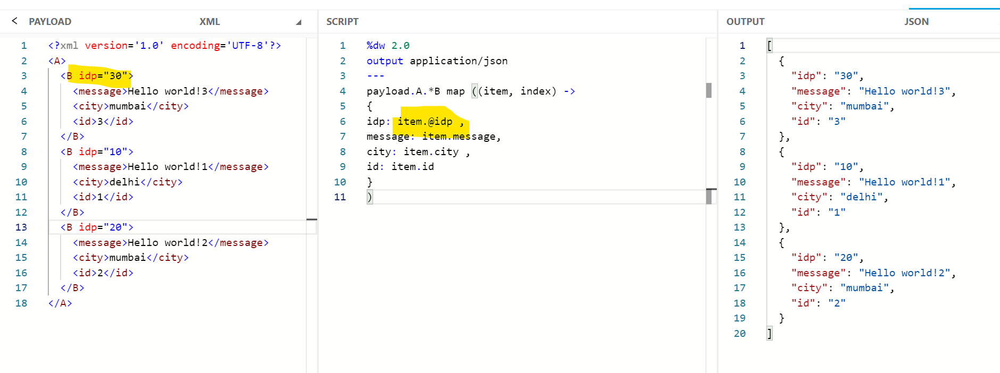 PAYLOAD XML
1 <?xml version='1.0' encoding='UTF-8'?>
2 <A>
3 <B idp="30">
4 <message>Hello world!3</message>
5 <city>mumbai</city>
6 <id>3</id>
7 </B>
8 <B idp="10">
9 <message>Hello world!1</message>
10 <city>delhi</city>
11 <id>1</id>
12 </B>
13 <B idp="20">
14 <message>Hello world!2</message>
15 <city>mumbai</city>
16 <id>2</id>
17 </B>
18 </A>
SCRIPT
1 %dw 2.0
2 output application/json
3 ---
4 payload.A.*B map ((item, index) ->
5 {
6 idp: item.@idp ,
7 message: item.message,
8 city: item.city ,
9 id: item.id
10 }
11 )
OUTPUT JSON
1 [
2 {
3 "idp": "30",
4 "message": "Hello world!3",
5 "city": "mumbai",
6 "id": "3"
7 },
8 {
9 "idp": "10",
10 "message": "Hello world!1",
11 "city": "delhi",
12 "id": "1"
13 },
14 {
15 "idp": "20",
16 "message": "Hello world!2",
17 "city": "mumbai",
18 "id": "2"
19 }
20 ]